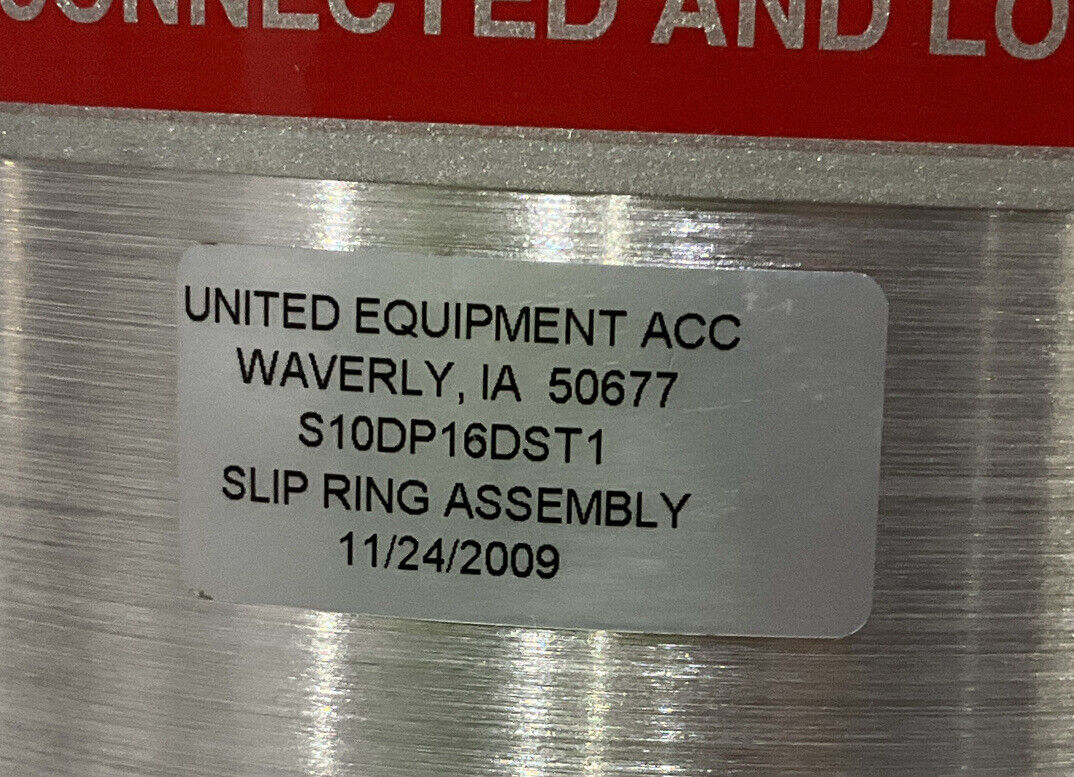 CONNECTED AND LO
UNITED EQUIPMENT ACC
WAVERLY, IA 50677
S10DP16DST1
SLIP RING ASSEMBLY
11/24/2009